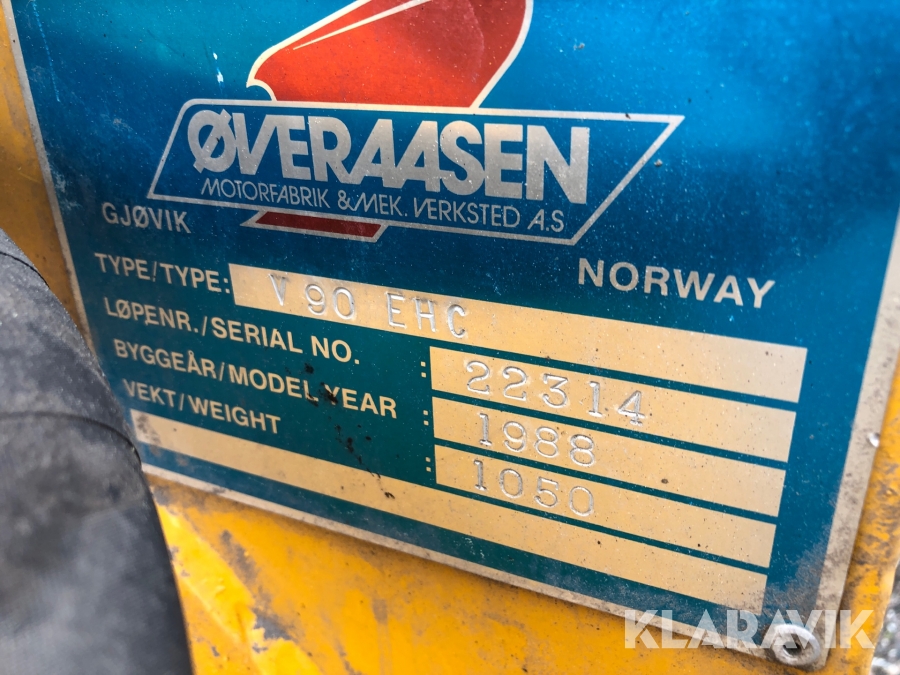 ØVERAASEN
MOTORFABRIK & MEK. VERKSTED A.S
GJØVIK
NORWAY
TYPE/TYPE: V 90 EHC
LØPENR./SERIAL NO. : 22314
BYGGEÅR/MODEL YEAR : 1988
VEKT/WEIGHT : 1050
KLARAVIK